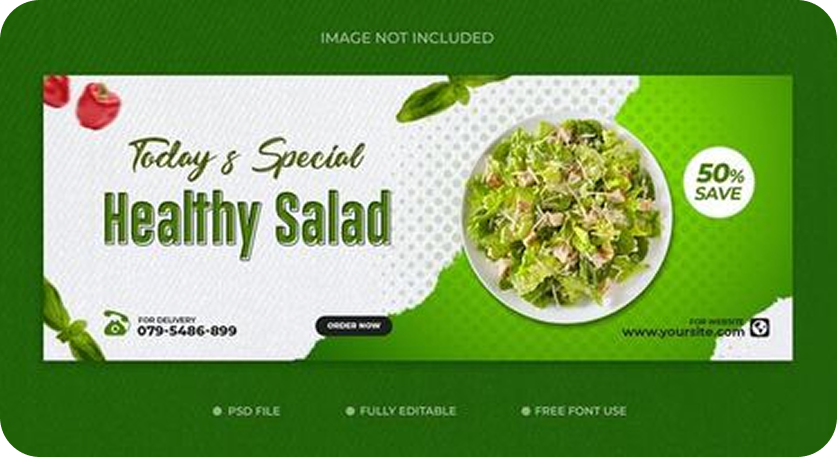 IMAGE NOT INCLUDED
Today's Special
Healthy Salad
50%
SAVE
FOR DELIVERY
079-5486-899
ORDER NOW
FOR WEBSITE
www.yoursite.com
PSD FILE
FULLY EDITABLE
FREE FONT USE